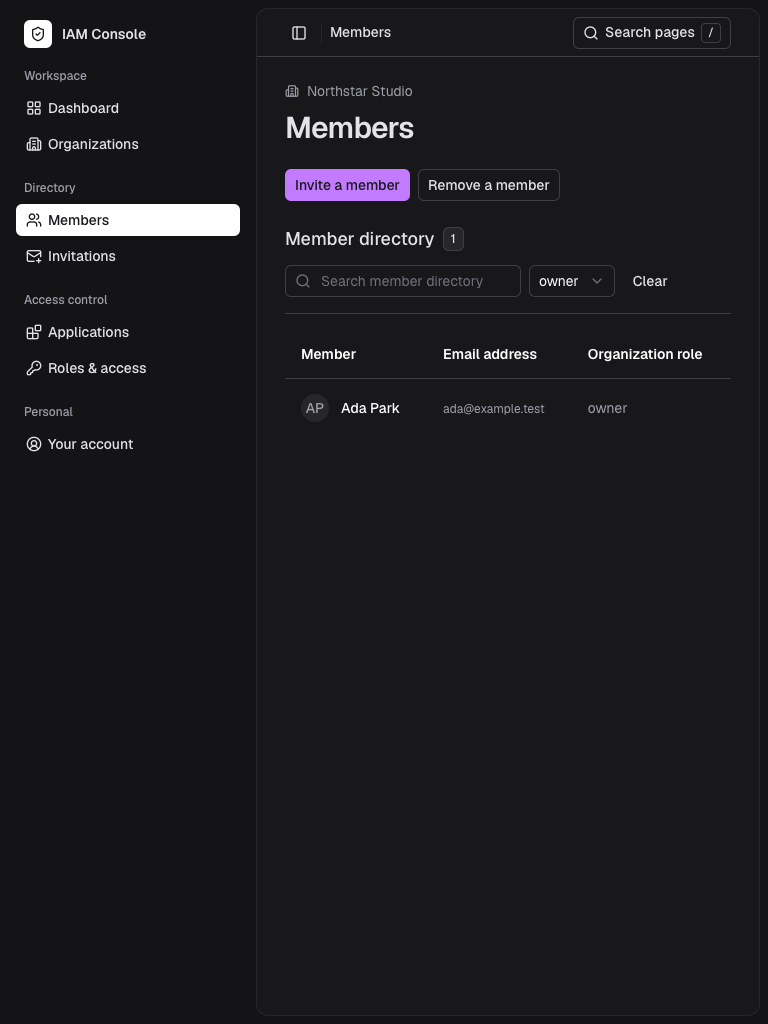 IAM Console
Workspace
Dashboard
Organizations
Directory
Members
Invitations
Access control
Applications
Roles & access
Personal
Your account
Members
Search pages /
Northstar Studio
Members
Invite a member
Remove a member
Member directory 1
Search member directory
owner
Clear
Member Email address Organization role
AP Ada Park ada@example.test owner